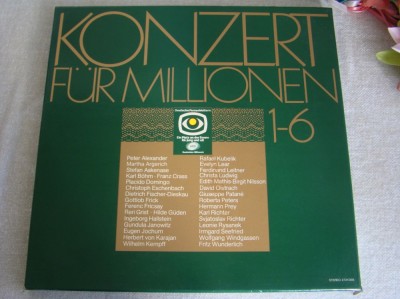 KONZERT
FÜR MILLIONEN
1-6
Peter Alexander
Martha Argerich
Stefan Askenase
Karl Böhm · Franz Crass
Placido Domingo
Christoph Eschenbach
Dietrich Fischer-Dieskau
Gottlob Frick
Ferenc Fricsay
Reri Grist · Hilde Güden
Ingeborg Hallstein
Gundula Janowitz
Eugen Jochum
Herbert von Karajan
Wilhelm Kempff
Rafael Kubelik
Evelyn Lear
Ferdinand Leitner
Christa Ludwig
Edith Mathis · Birgit Nilsson
David Oistrach
Giuseppe Patané
Roberta Peters
Hermann Prey
Karl Richter
Svjatoslav Richter
Leonie Rysanek
Irmgard Seefried
Wolfgang Windgassen
Fritz Wunderlich